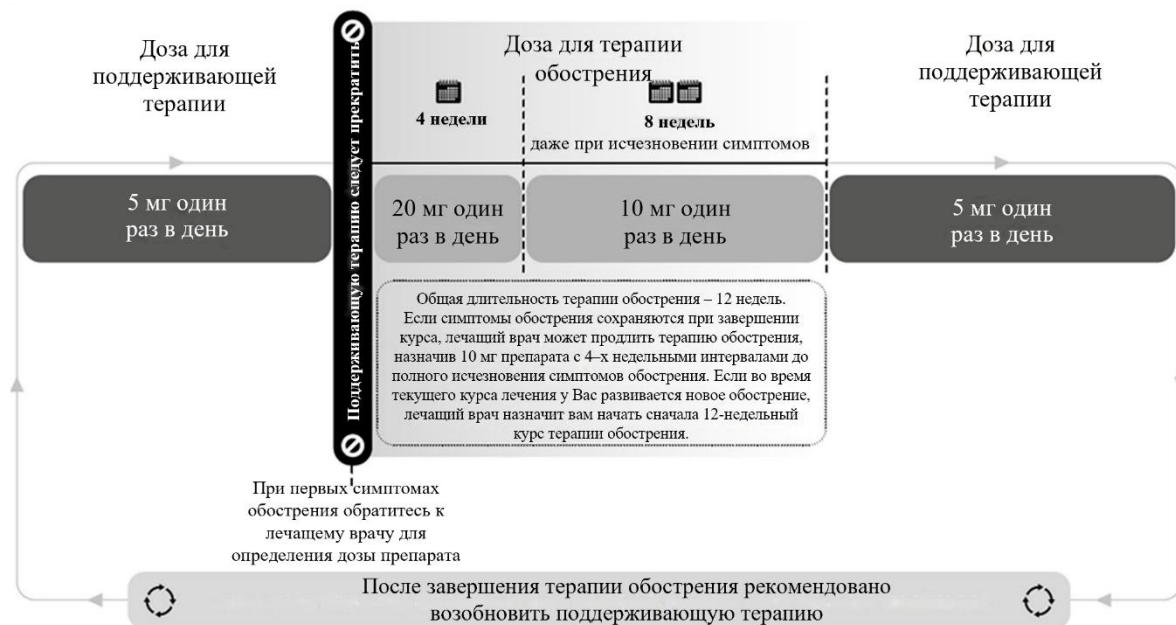 Доза для
поддерживающей
терапии
Поддерживающую терапию следует прекратить
Доза для терапии
обострения
4 недели
8 недель
даже при исчезновении симптомов
Доза для
поддерживающей
терапии
5 мг один
раз в день
20 мг один
раз в день
10 мг один
раз в день
5 мг один
раз в день
Общая длительность терапии обострения – 12 недель.
Если симптомы обострения сохраняются при завершении
курса, лечащий врач может продлить терапию обострения,
назначив 10 мг препарата с 4–х недельными интервалами до
полного исчезновения симптомов обострения. Если во время
текущего курса лечения у Вас развивается новое обострение,
лечащий врач назначит вам начать сначала 12-недельный
курс терапии обострения.
При первых симптомах
обострения обратитесь к
лечащему врачу для
определения дозы препарата
После завершения терапии обострения рекомендовано
возобновить поддерживающую терапию